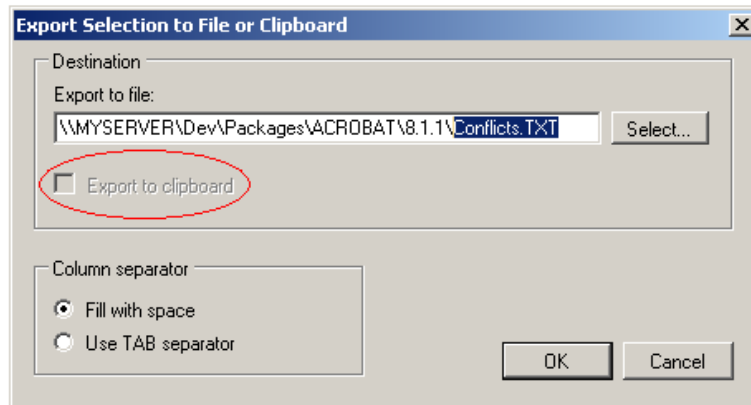 Export Selection to File or Clipboard
Destination
Export to file:
\\MYSERVER\Dev\Packages\ACROBAT\8.1.1\Conflicts.TXT
Select...
Export to clipboard
Column separator
Fill with space
Use TAB separator
OK
Cancel